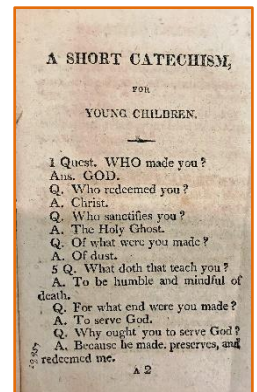 A SHORT CATECHISM,
FOR
YOUNG CHILDREN.
1 Quest. WHO made you?
Ans. GOD.
Q. Who redeemed you?
A. Christ.
Q. Who sanctifies you?
A. The Holy Ghost.
Q. Of what were you made?
A. Of dust.
5 Q. What doth that teach you?
A. To be humble and mindful of
death.
Q. For what end were you made?
A. To serve God.
Q. Why ought you to serve God?
A. Because he made, preserves, and
redeemed me.
A 2